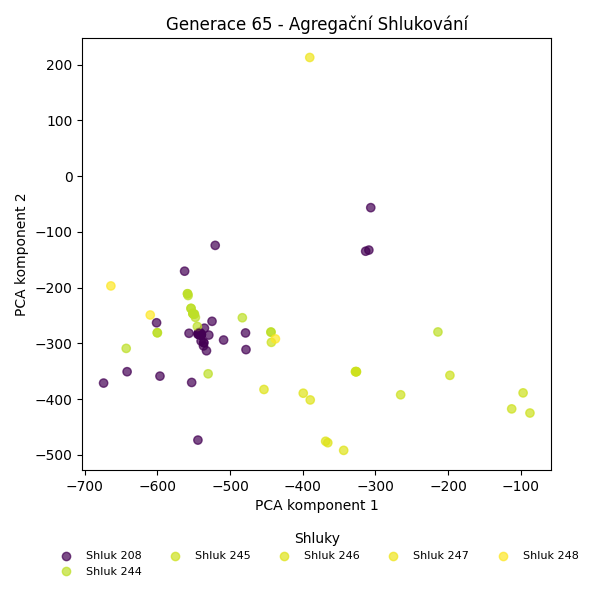 Generace 65 - Agregační Shlukování
200
100
0
−100
−200
−300
−400
−500
PCA komponent 2
−700 −600 −500 −400 −300 −200 −100
PCA komponent 1
Shluky
Shluk 208 Shluk 245 Shluk 246 Shluk 247 Shluk 248
Shluk 244